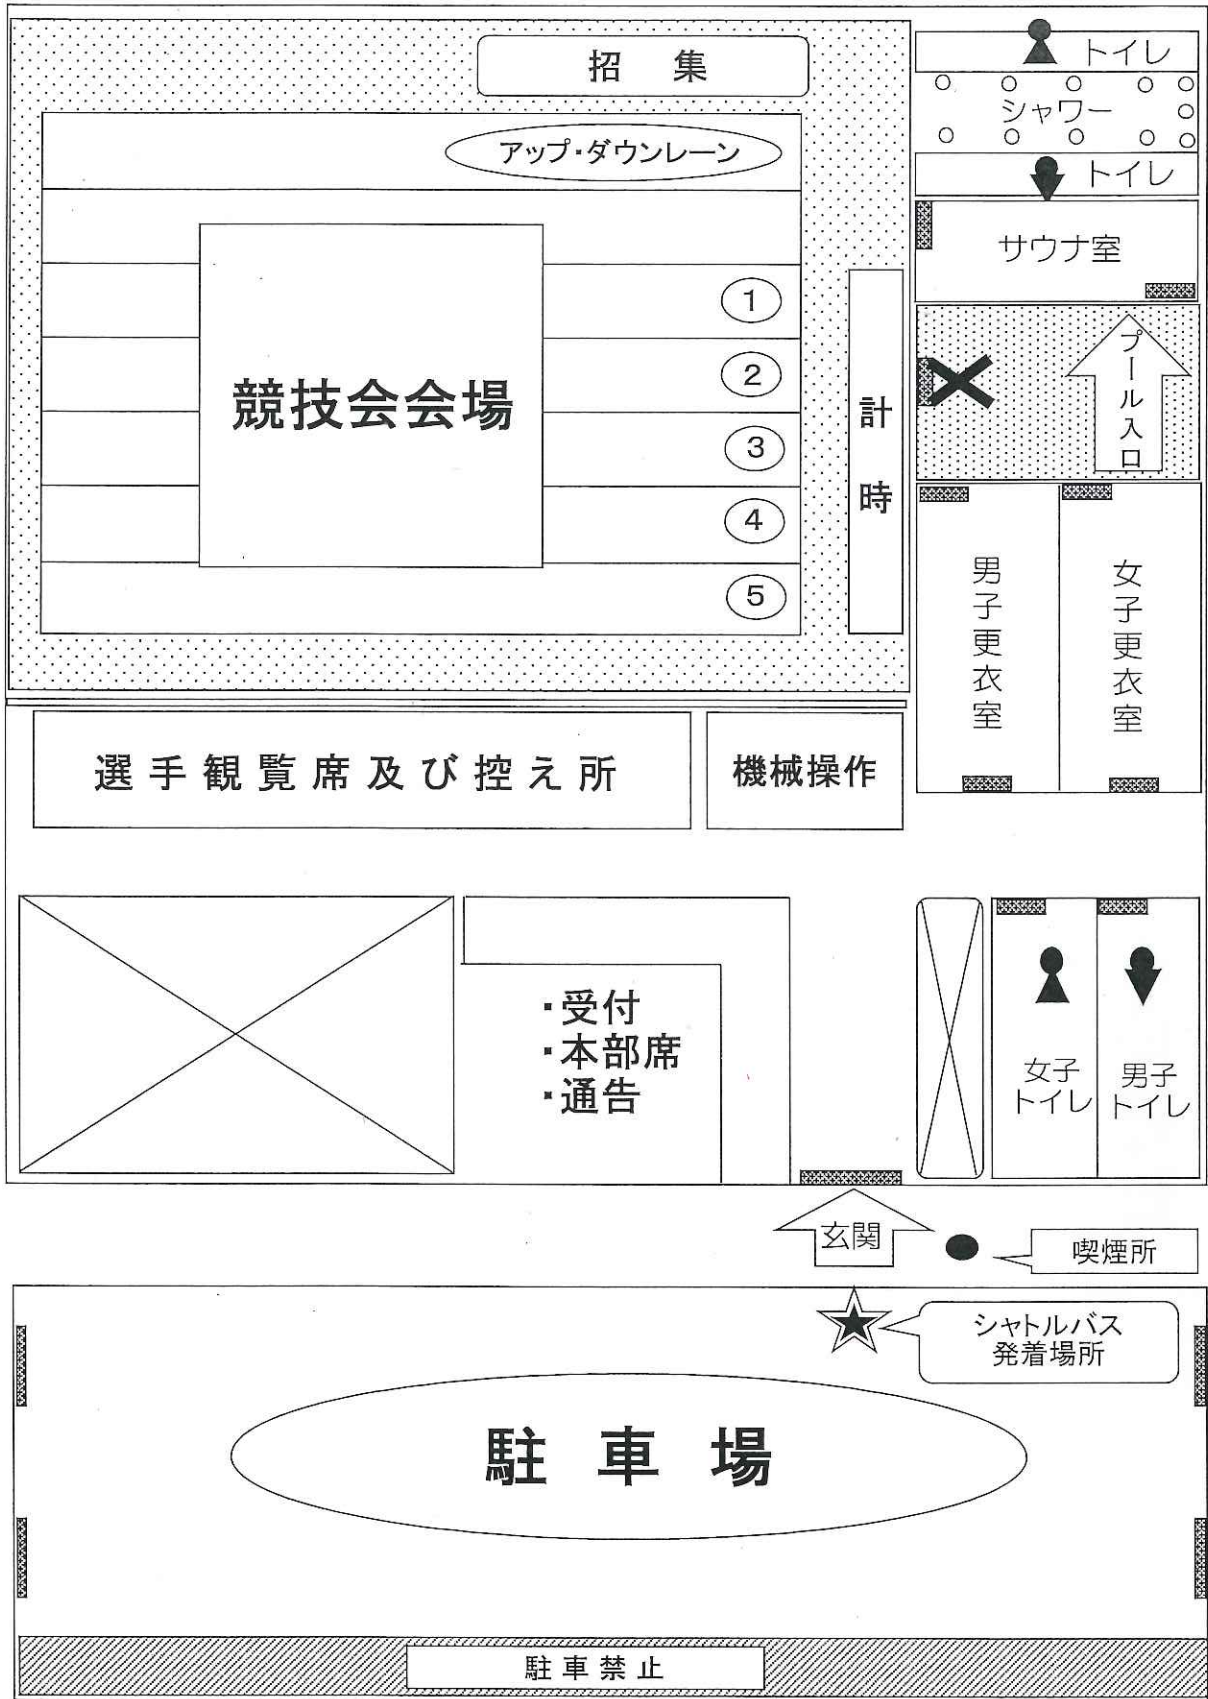 招 集
アップ・ダウンレーン
競技会会場
①
②
③
④
⑤
計時
トイレ
シャワー
トイレ
サウナ室
プール入口
男子更衣室
女子更衣室
選手観覧席及び控え所
機械操作
・受付
・本部席
・通告
女子
トイレ
男子
トイレ
玄関
喫煙所
シャトルバス
発着場所
駐 車 場
駐車禁止